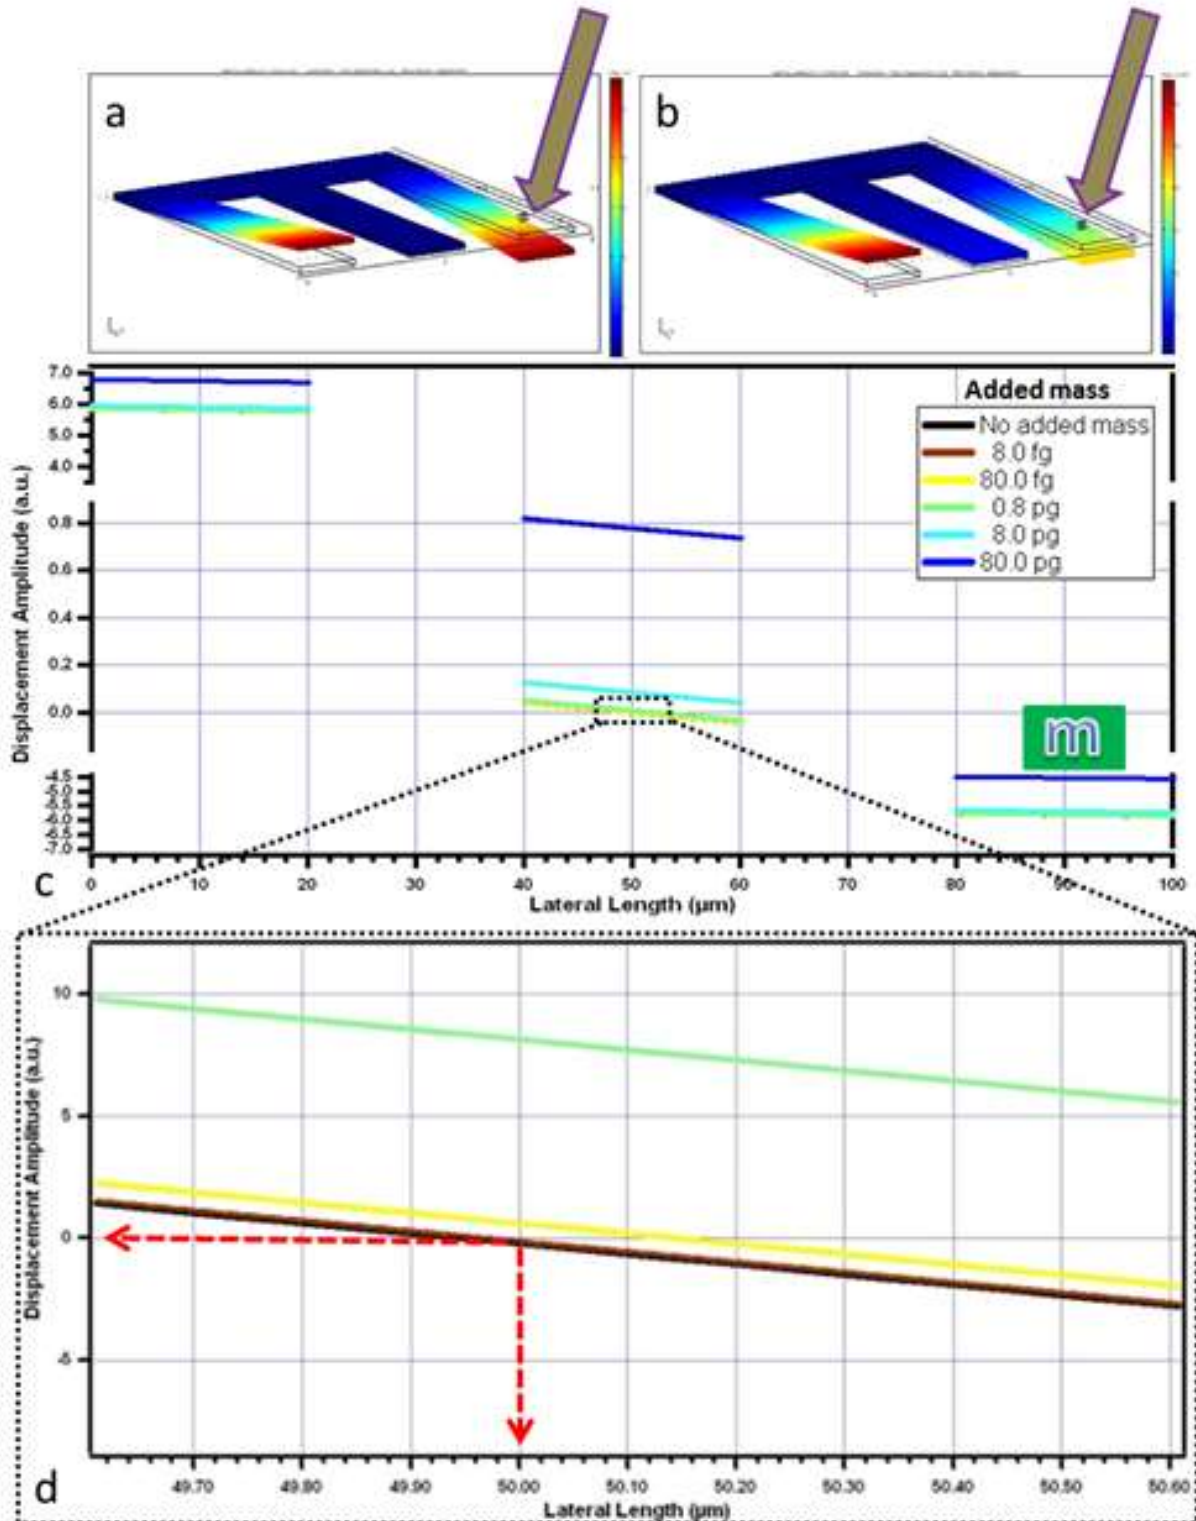 a
b
7.0
6.0
5.0
4.0
0.8
0.6
0.4
0.2
0.0
-4.5
-5.0
-5.5
-6.0
-6.5
-7.0
Displacement Amplitude (a.u.)
Added mass
No added mass
8.0 fg
80.0 fg
0.8 pg
8.0 pg
80.0 pg
m
c
0 10 20 30 40 50 60 70 80 90 100
Lateral Length (µm)
10
5
0
-5
Displacement Amplitude (a.u.)
d
49.70 49.80 49.90 50.00 50.10 50.20 50.30 50.40 50.50 50.60
Lateral Length (µm)